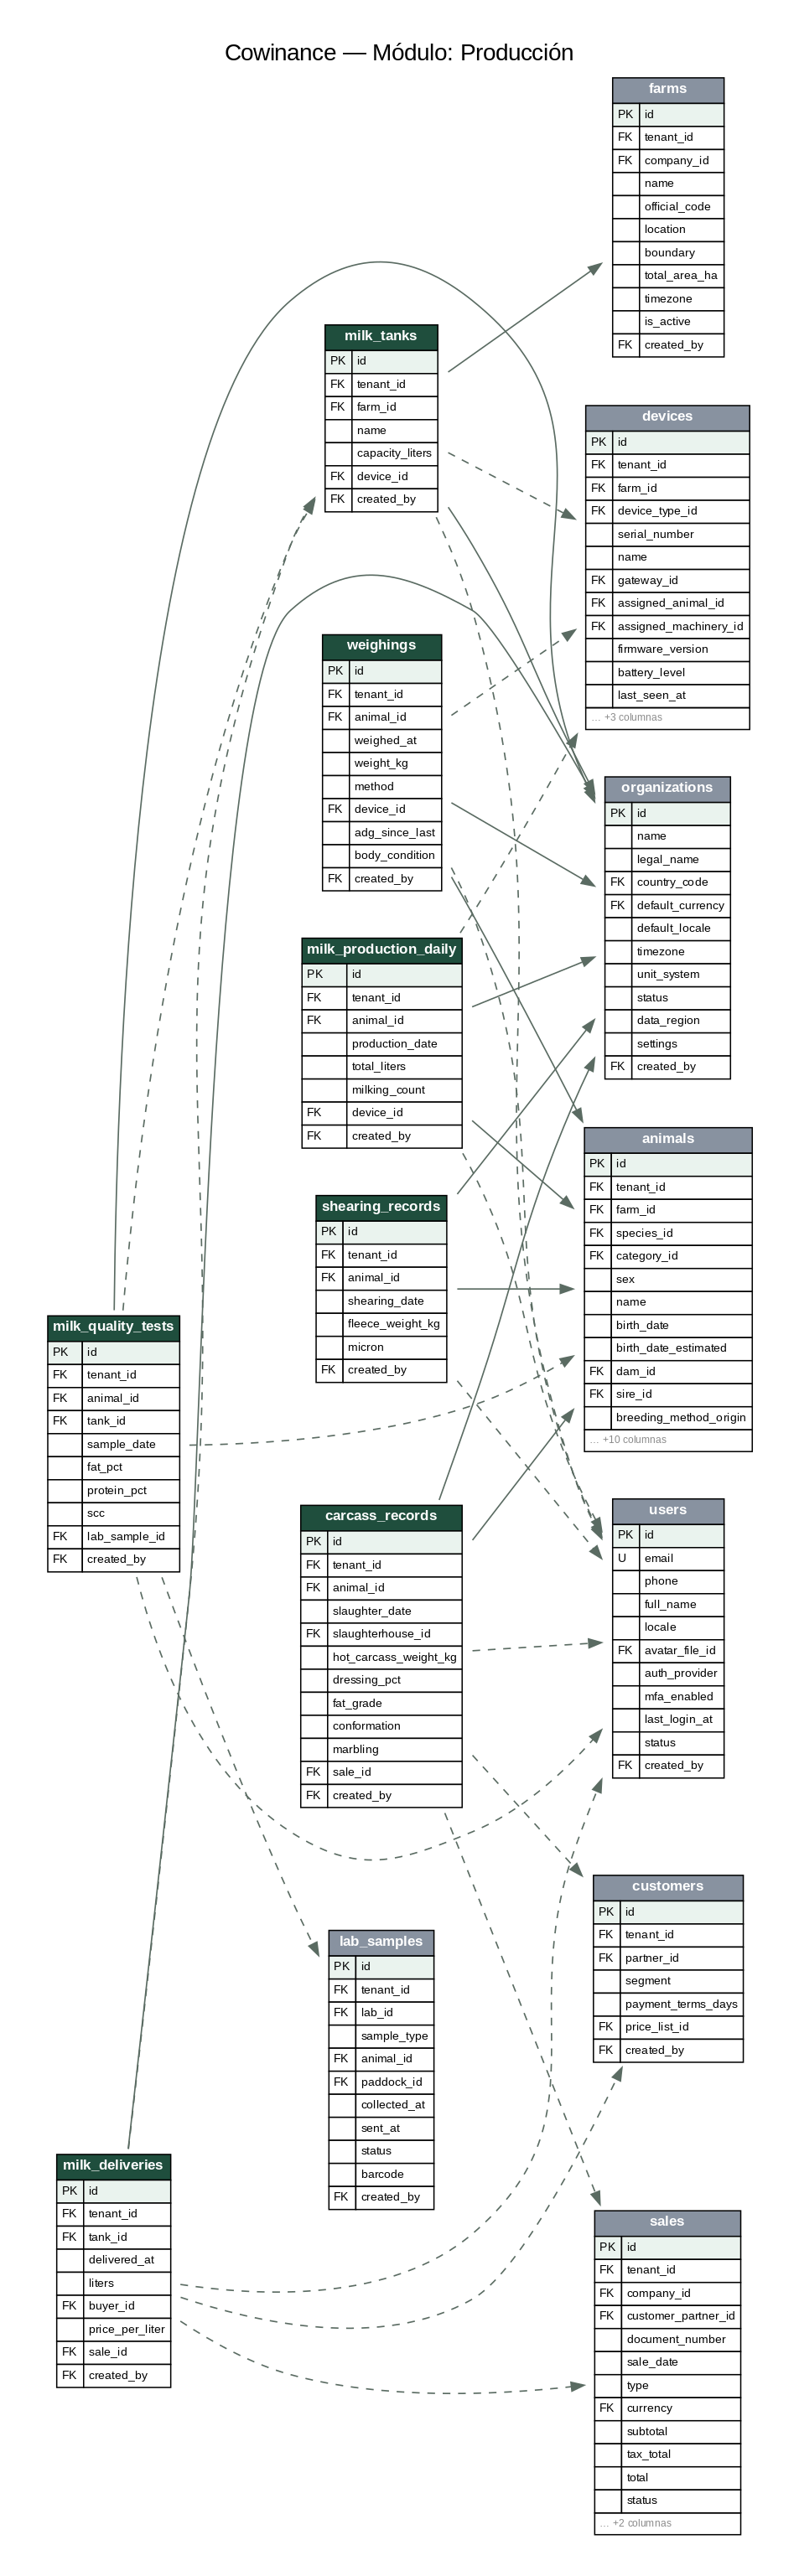 Cowinance — Módulo: Producción
farms
PK id
FK tenant_id
FK company_id
name
official_code
location
boundary
total_area_ha
timezone
is_active
FK created_by
milk_tanks
PK id
FK tenant_id
FK farm_id
name
capacity_liters
FK device_id
FK created_by
devices
PK id
FK tenant_id
FK farm_id
FK device_type_id
serial_number
name
FK gateway_id
FK assigned_animal_id
FK assigned_machinery_id
firmware_version
battery_level
last_seen_at
... +3 columnas
weighings
PK id
FK tenant_id
FK animal_id
weighed_at
weight_kg
method
FK device_id
adg_since_last
body_condition
FK created_by
organizations
PK id
name
legal_name
FK country_code
FK default_currency
default_locale
timezone
unit_system
status
data_region
settings
FK created_by
milk_production_daily
PK id
FK tenant_id
FK animal_id
production_date
total_liters
milking_count
FK device_id
FK created_by
animals
PK id
FK tenant_id
FK farm_id
FK species_id
FK category_id
sex
name
birth_date
birth_date_estimated
FK dam_id
FK sire_id
breeding_method_origin
... +10 columnas
shearing_records
PK id
FK tenant_id
FK animal_id
shearing_date
fleece_weight_kg
micron
FK created_by
milk_quality_tests
PK id
FK tenant_id
FK animal_id
FK tank_id
sample_date
fat_pct
protein_pct
scc
FK lab_sample_id
FK created_by
carcass_records
PK id
FK tenant_id
FK animal_id
slaughter_date
FK slaughterhouse_id
hot_carcass_weight_kg
dressing_pct
fat_grade
conformation
marbling
FK sale_id
FK created_by
users
PK id
U email
phone
full_name
locale
FK avatar_file_id
auth_provider
mfa_enabled
last_login_at
status
FK created_by
customers
PK id
FK tenant_id
FK partner_id
segment
payment_terms_days
FK price_list_id
FK created_by
lab_samples
PK id
FK tenant_id
FK lab_id
sample_type
FK animal_id
FK paddock_id
collected_at
sent_at
status
barcode
FK created_by
milk_deliveries
PK id
FK tenant_id
FK tank_id
delivered_at
liters
FK buyer_id
price_per_liter
FK sale_id
FK created_by
sales
PK id
FK tenant_id
FK company_id
FK customer_partner_id
document_number
sale_date
type
FK currency
subtotal
tax_total
total
status
... +2 columnas